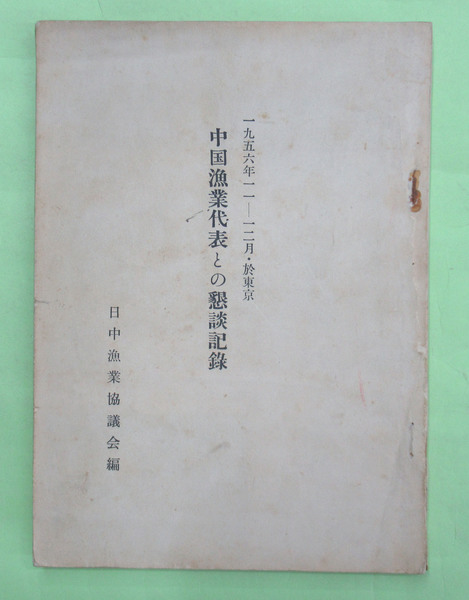 一九五六年一一―一二月・於東京
中国漁業代表との懇談記錄
日中漁業協議会編